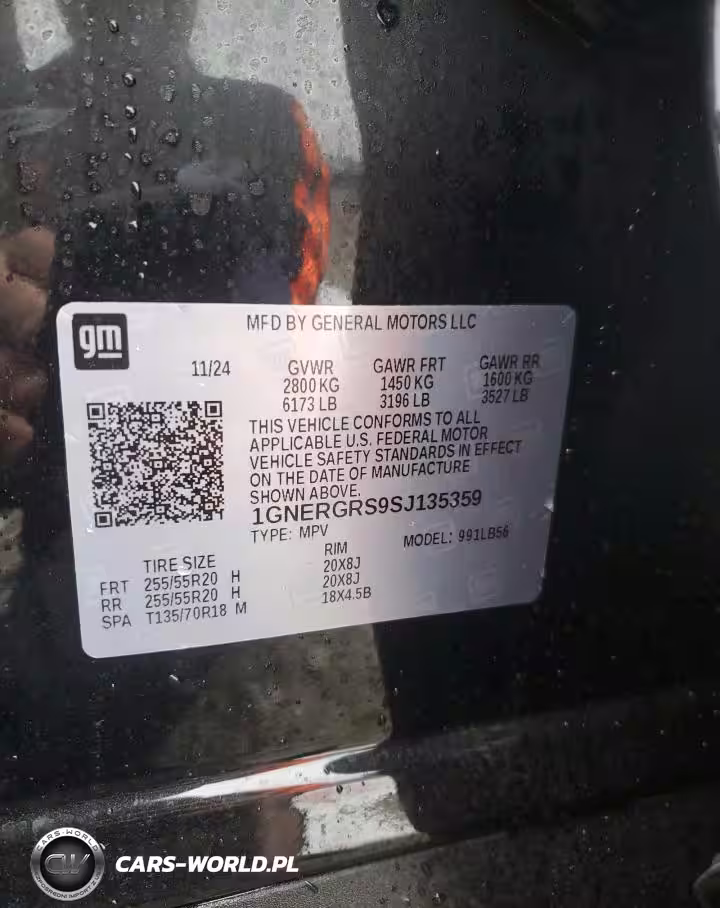 gm
MFD BY GENERAL MOTORS LLC
11/24 GVWR GAWR FRT GAWR RR
2800 KG 1450 KG 1600 KG
6173 LB 3196 LB 3527 LB
THIS VEHICLE CONFORMS TO ALL
APPLICABLE U.S. FEDERAL MOTOR
VEHICLE SAFETY STANDARDS IN EFFECT
ON THE DATE OF MANUFACTURE
SHOWN ABOVE.
1GNERGRS9SJ135359
TYPE: MPV MODEL: 991LB56
TIRE SIZE RIM
FRT 255/55R20 H 20X8J
RR 255/55R20 H 20X8J
SPA T135/70R18 M 18X4.5B
CARS-WORLD
CW
CARS-WORLD.PL